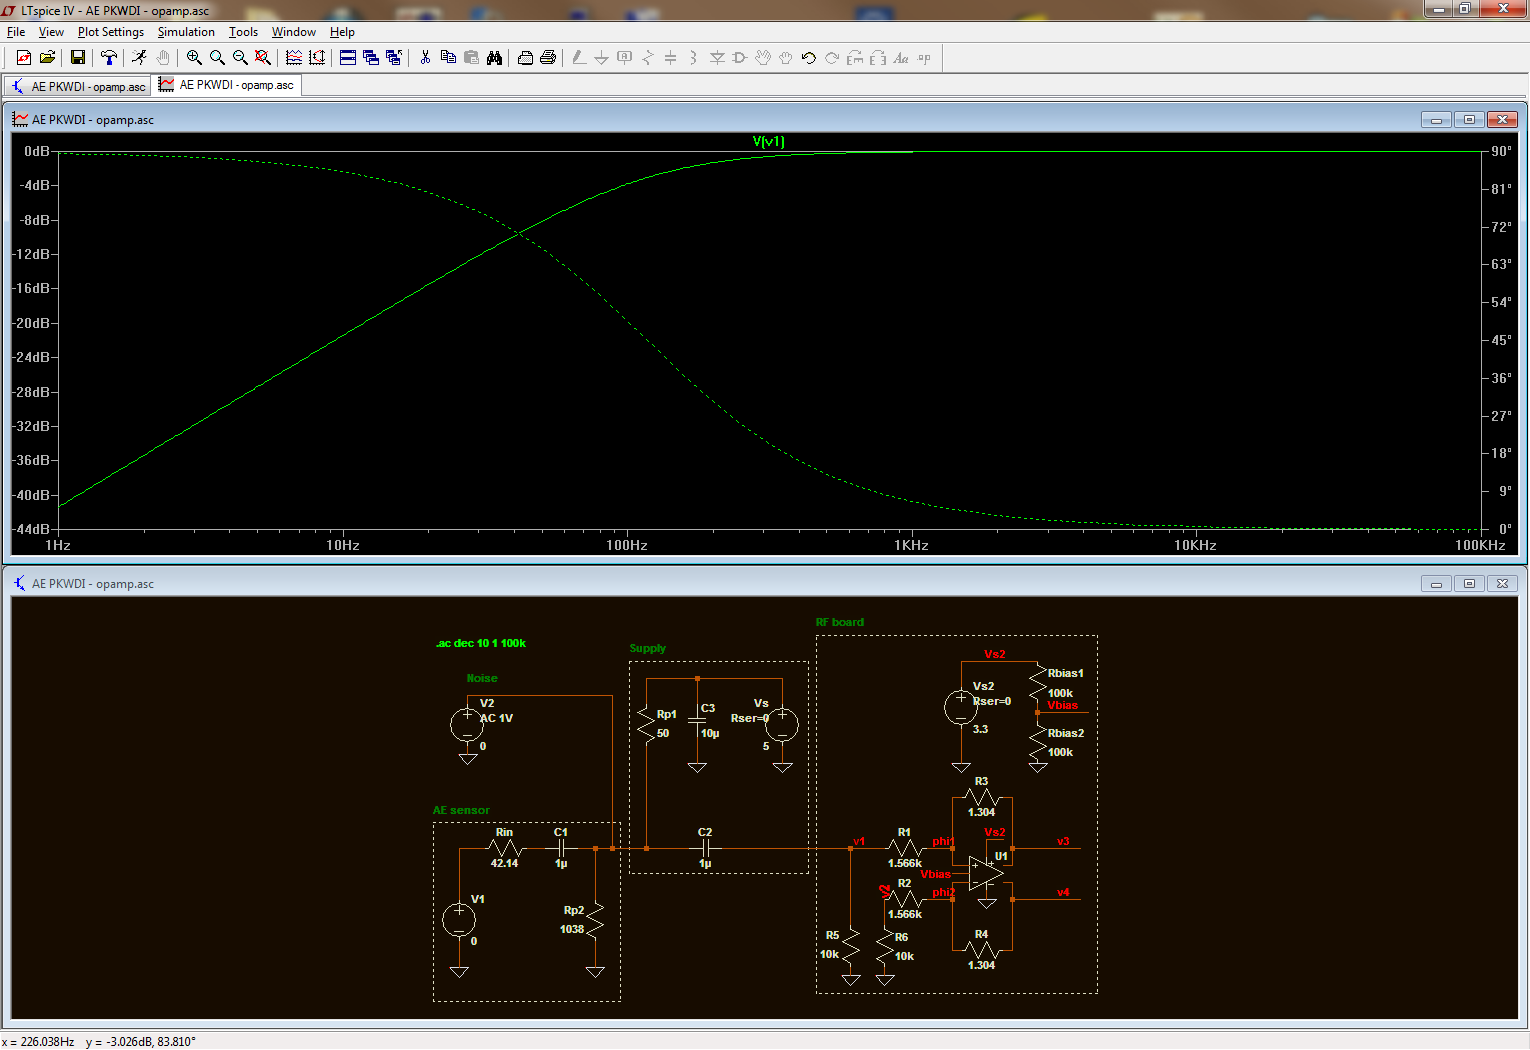 LTspice IV - AE PKWDI - opamp.asc
File View Plot Settings Simulation Tools Window Help
AE PKWDI - opamp.asc AE PKWDI - opamp.asc
AE PKWDI - opamp.asc
V(v1)
0dB 90°
-4dB 81°
-8dB 72°
-12dB 63°
-16dB 54°
-20dB 45°
-24dB 36°
-28dB 27°
-32dB 18°
-36dB 9°
-40dB 0°
-44dB
1Hz 10Hz 100Hz 1KHz 10KHz 100KHz
AE PKWDI - opamp.asc
.ac dec 10 1 100k
Noise
V2
AC 1V
0
Supply
Rp1
50
C3
10µ
Vs
Rser=0
5
AE sensor
Rin
42.14
C1
1µ
V1
0
Rp2
1038
C2
1µ
RF board
Vs2
Vs2
Rser=0
3.3
Rbias1
100k
Vbias
Rbias2
100k
R3
1.304
v1
R1
1.566k
phi1
Vs2
U1
v3
Vbias
v2
R2
1.566k
phi2
v4
R5
10k
R6
10k
R4
1.304
x = 226.038Hz y = -3.026dB, 83.810°